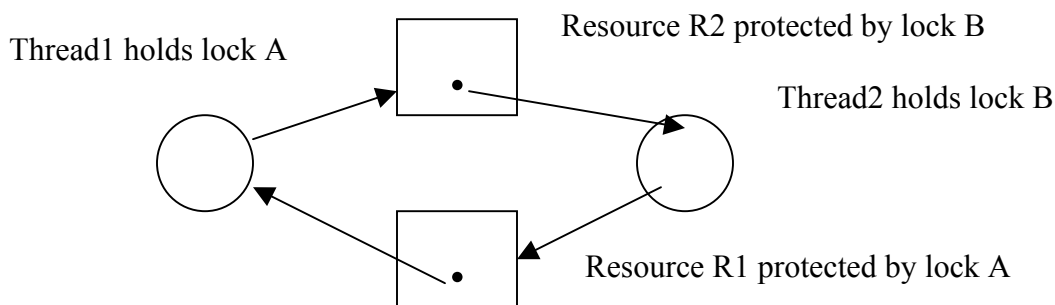 Resource R2 protected by lock B
Thread1 holds lock A
Thread2 holds lock B
Resource R1 protected by lock A